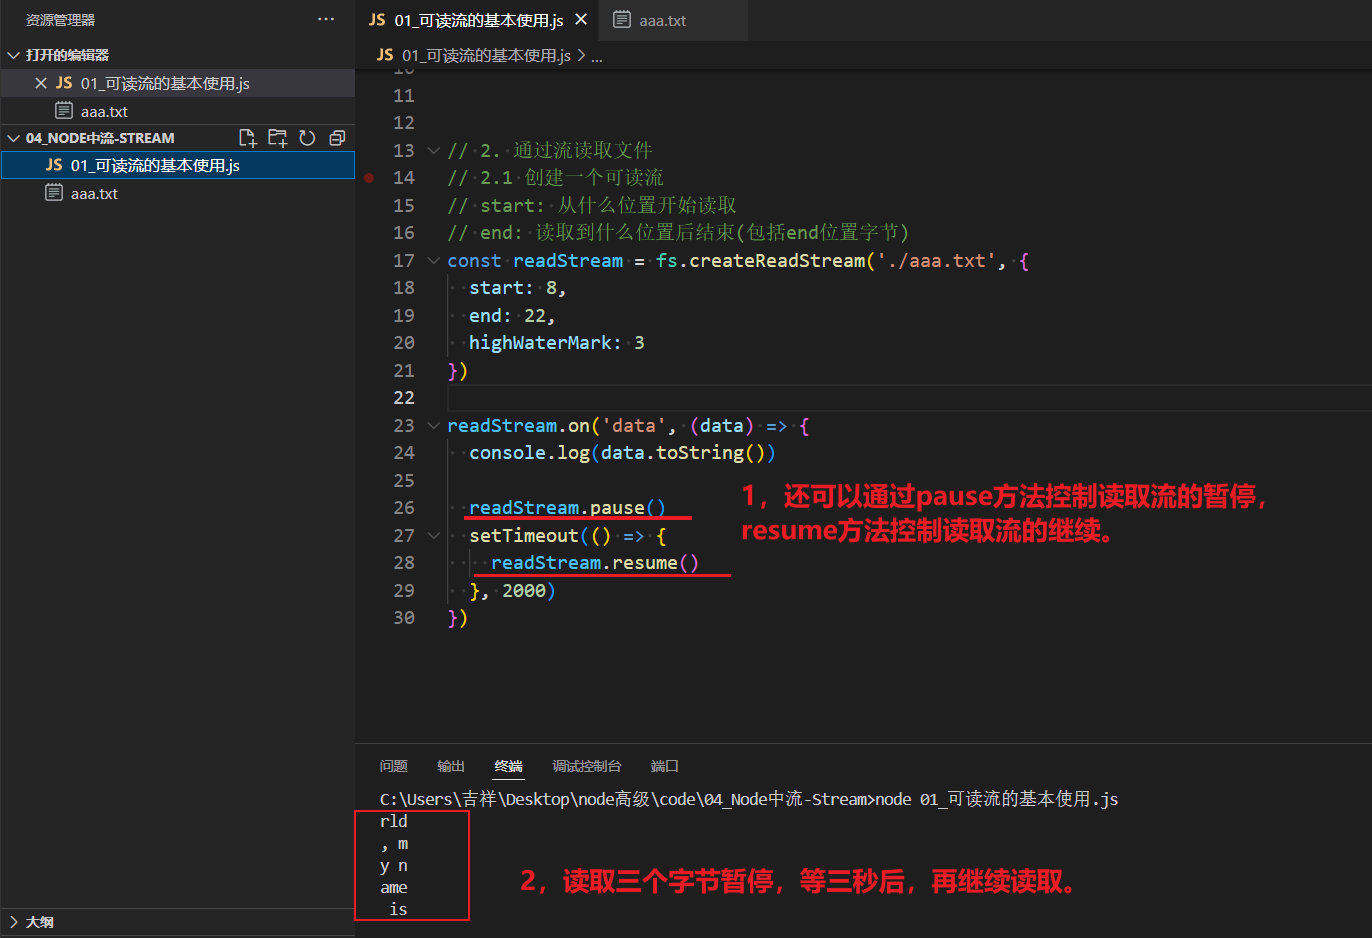 资源管理器 ···
打开的编辑器
JS 01_可读流的基本使用.js
aaa.txt
04_NODE中流-STREAM
JS 01_可读流的基本使用.js
aaa.txt
大纲
JS 01_可读流的基本使用.js
aaa.txt
JS 01_可读流的基本使用.js > ...
10
11
12
13 // 2. 通过流读取文件
14 // 2.1 创建一个可读流
15 // start: 从什么位置开始读取
16 // end: 读取到什么位置后结束(包括end位置字节)
17 const readStream = fs.createReadStream('./aaa.txt', {
18 start: 8,
19 end: 22,
20 highWaterMark: 3
21 })
22
23 readStream.on('data', (data) => {
24 console.log(data.toString())
25
26 readStream.pause()
27 setTimeout(() => {
28 readStream.resume()
29 }, 2000)
30 })
1，还可以通过pause方法控制读取流的暂停，
resume方法控制读取流的继续。
问题 输出 终端 调试控制台 端口
C:\Users\吉祥\Desktop\node高级\code\04_Node中流-Stream>node 01_可读流的基本使用.js
rld
, m
y n
ame
 is
2，读取三个字节暂停，等三秒后，再继续读取。